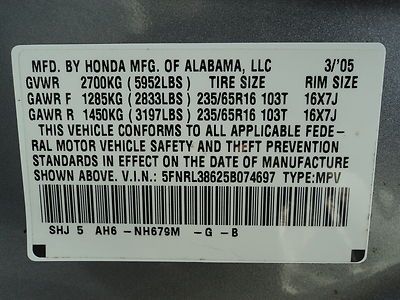 MFD. BY HONDA MFG. OF ALABAMA, LLC 3/'05
GVWR 2700KG (5952LBS) TIRE SIZE RIM SIZE
GAWR F 1285KG (2833LBS) 235/65R16 103T 16X7J
GAWR R 1450KG (3197LBS) 235/65R16 103T 16X7J
THIS VEHICLE CONFORMS TO ALL APPLICABLE FEDE-
RAL MOTOR VEHICLE SAFETY AND THEFT PREVENTION
STANDARDS IN EFFECT ON THE DATE OF MANUFACTURE
SHOWN ABOVE. V.I.N.: 5FNRL38625B074697 TYPE:MPV
SHJ 5 AH6 -NH679M -G -B